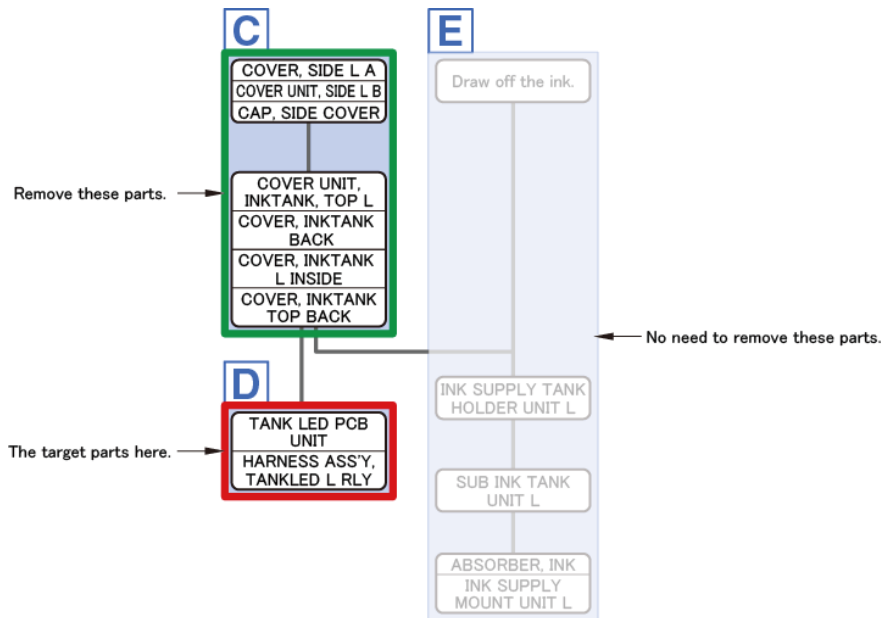 C
COVER, SIDE L A
COVER UNIT, SIDE L B
CAP, SIDE COVER
Remove these parts.
COVER UNIT,
INKTANK, TOP L
COVER, INKTANK
BACK
COVER, INKTANK
L INSIDE
COVER, INKTANK
TOP BACK
D
The target parts here.
TANK LED PCB
UNIT
HARNESS ASS'Y,
TANKLED L RLY
E
Draw off the ink.
No need to remove these parts.
INK SUPPLY TANK
HOLDER UNIT L
SUB INK TANK
UNIT L
ABSORBER, INK
INK SUPPLY
MOUNT UNIT L